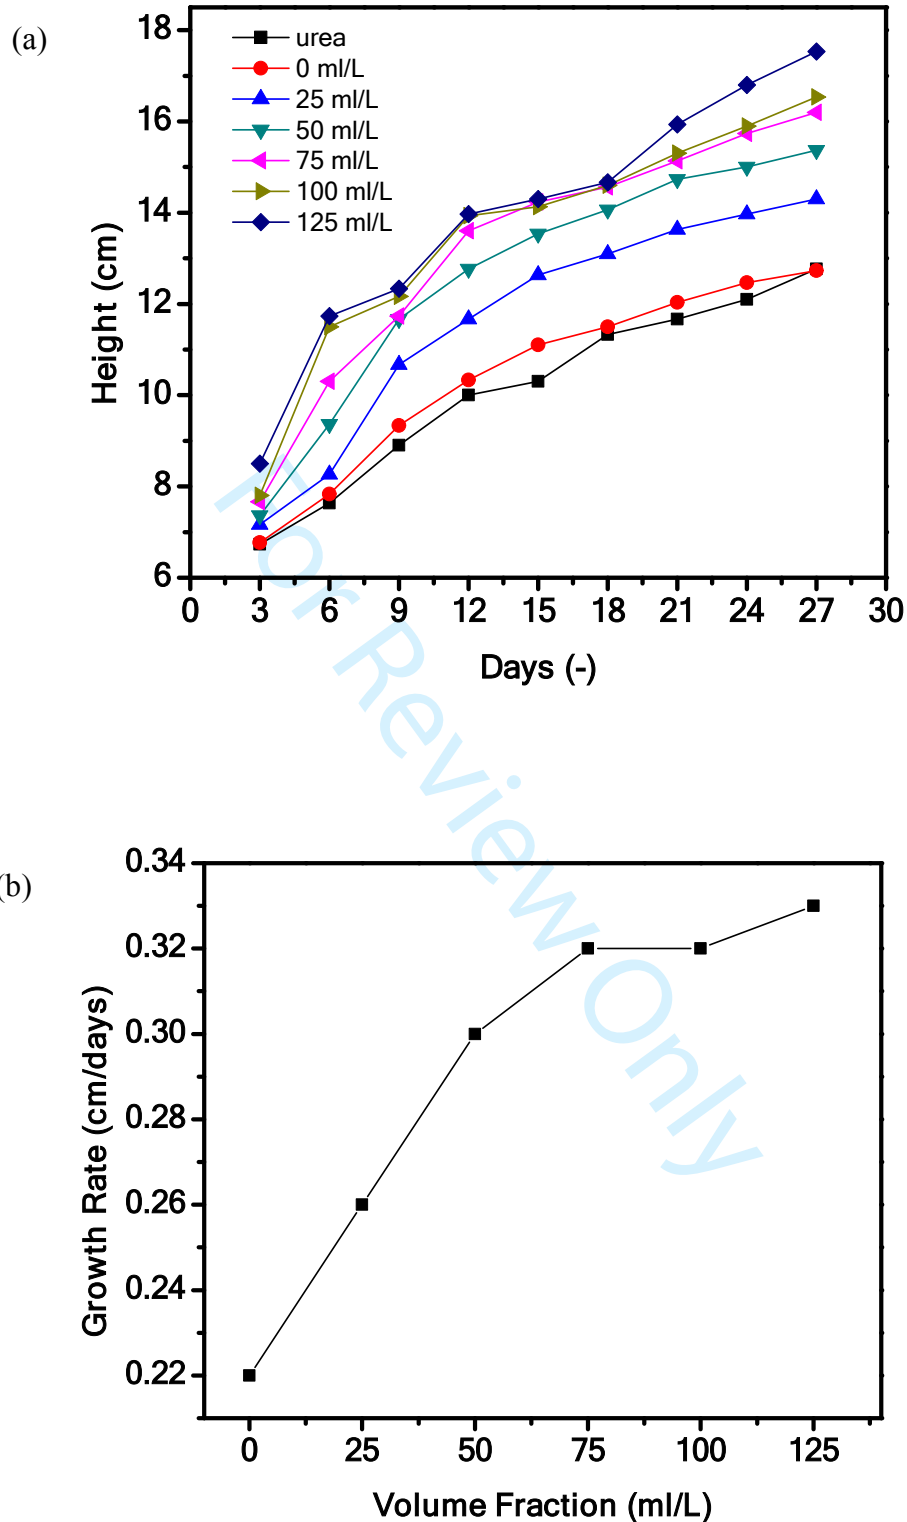 (a)
18
16
14
12
10
8
6
Height (cm)
urea
0 ml/L
25 ml/L
50 ml/L
75 ml/L
100 ml/L
125 ml/L
0 3 6 9 12 15 18 21 24 27 30
Days (-)
For Review Only
(b)
0.34
0.32
0.30
0.28
0.26
0.24
0.22
Growth Rate (cm/days)
0 25 50 75 100 125
Volume Fraction (ml/L)